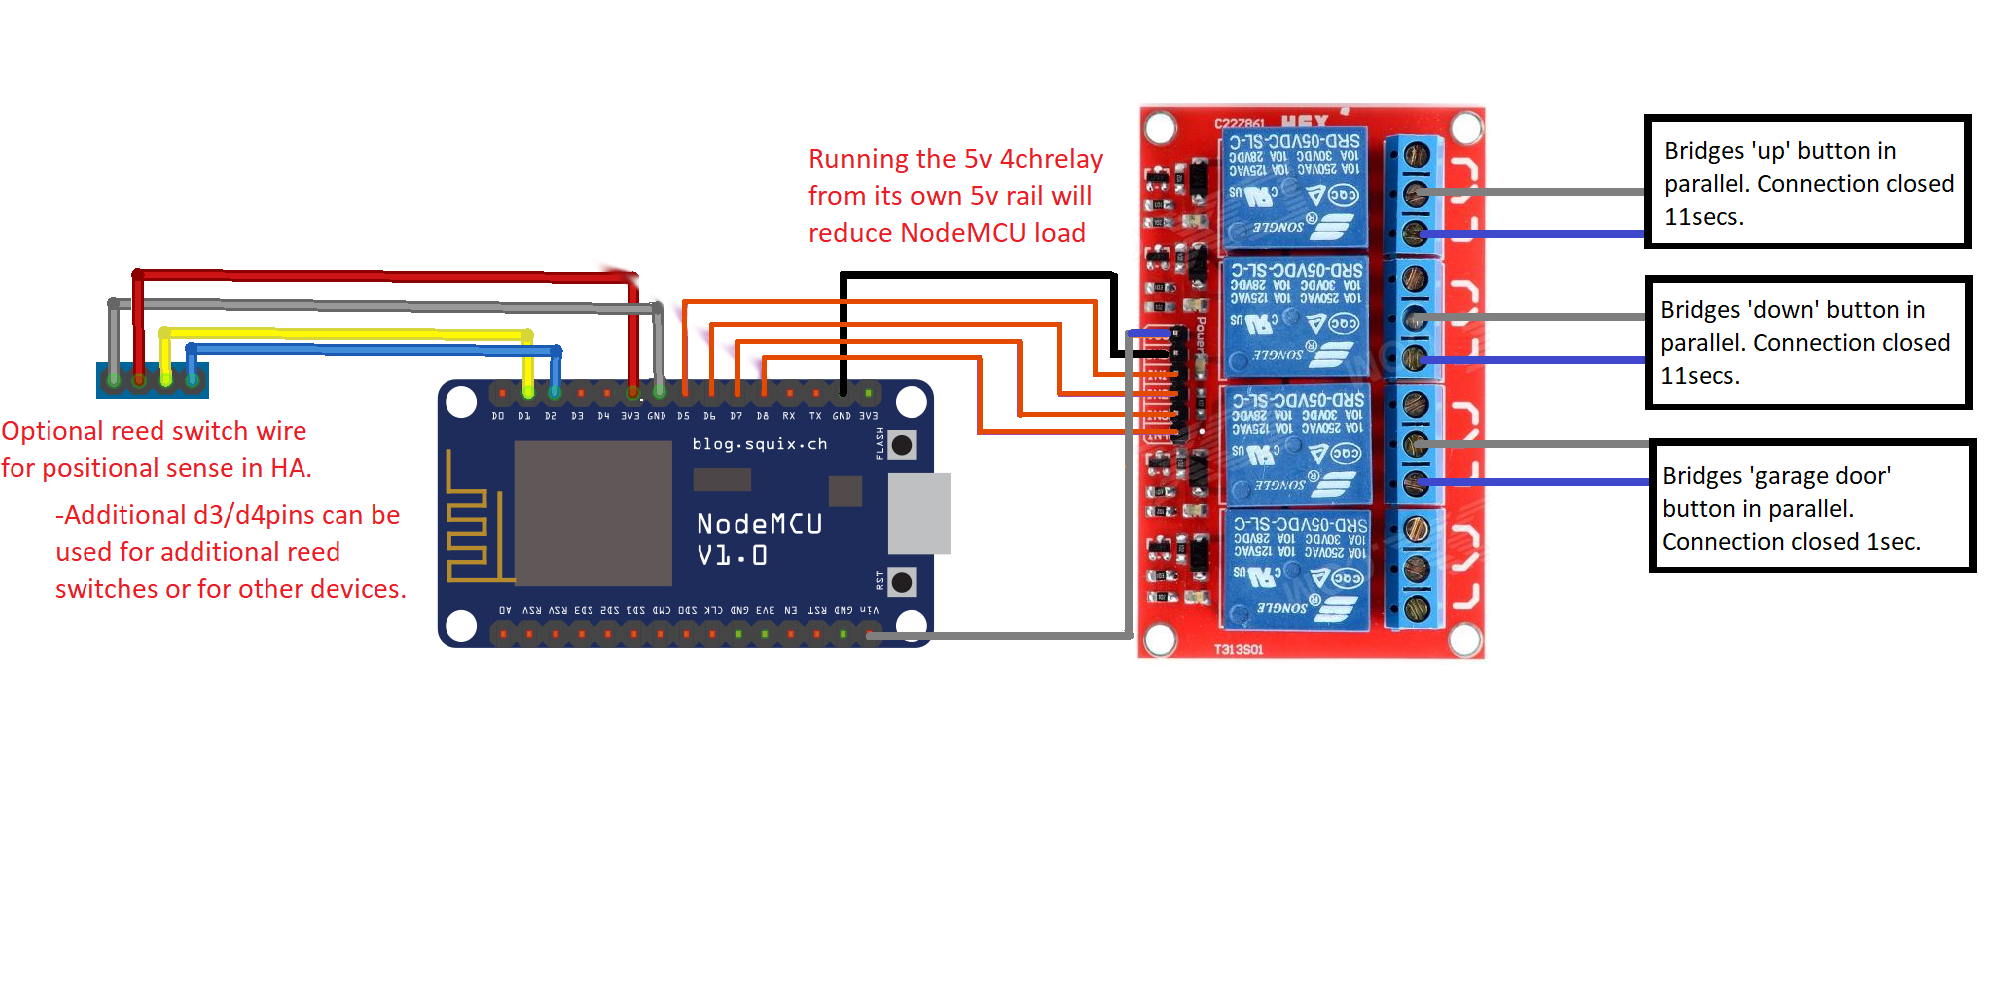 Running the 5v 4chrelay
from its own 5v rail will
reduce NodeMCU load
Optional reed switch wire
for positional sense in HA.
-Additional d3/d4pins can be
used for additional reed
switches or for other devices.
D0 D1 D2 D3 D4 3V3 GND D5 D6 D7 D8 RX TX GND 3V3
blog.squix.ch
FLASH
NodeMCU
V1.0
RST
A0 RSV RSV SD3 SD2 SD1 CMD SD0 CLK GND 3V3 EN RST GND Vin
C227861
Power
SRD-05VDC-SL-C
10A 30VDC 10A 28VDC
10A 250VAC 10A 125VAC
SONGLE
SRD-05VDC-SL-C
10A 30VDC 10A 28VDC
10A 250VAC 10A 125VAC
SONGLE
SRD-05VDC-SL-C
10A 30VDC 10A 28VDC
10A 250VAC 10A 125VAC
SONGLE
SRD-05VDC-SL-C
10A 30VDC 10A 28VDC
10A 250VAC 10A 125VAC
SONGLE
T313S01
Bridges 'up' button in
parallel. Connection closed
11secs.
Bridges 'down' button in
parallel. Connection closed
11secs.
Bridges 'garage door'
button in parallel.
Connection closed 1sec.